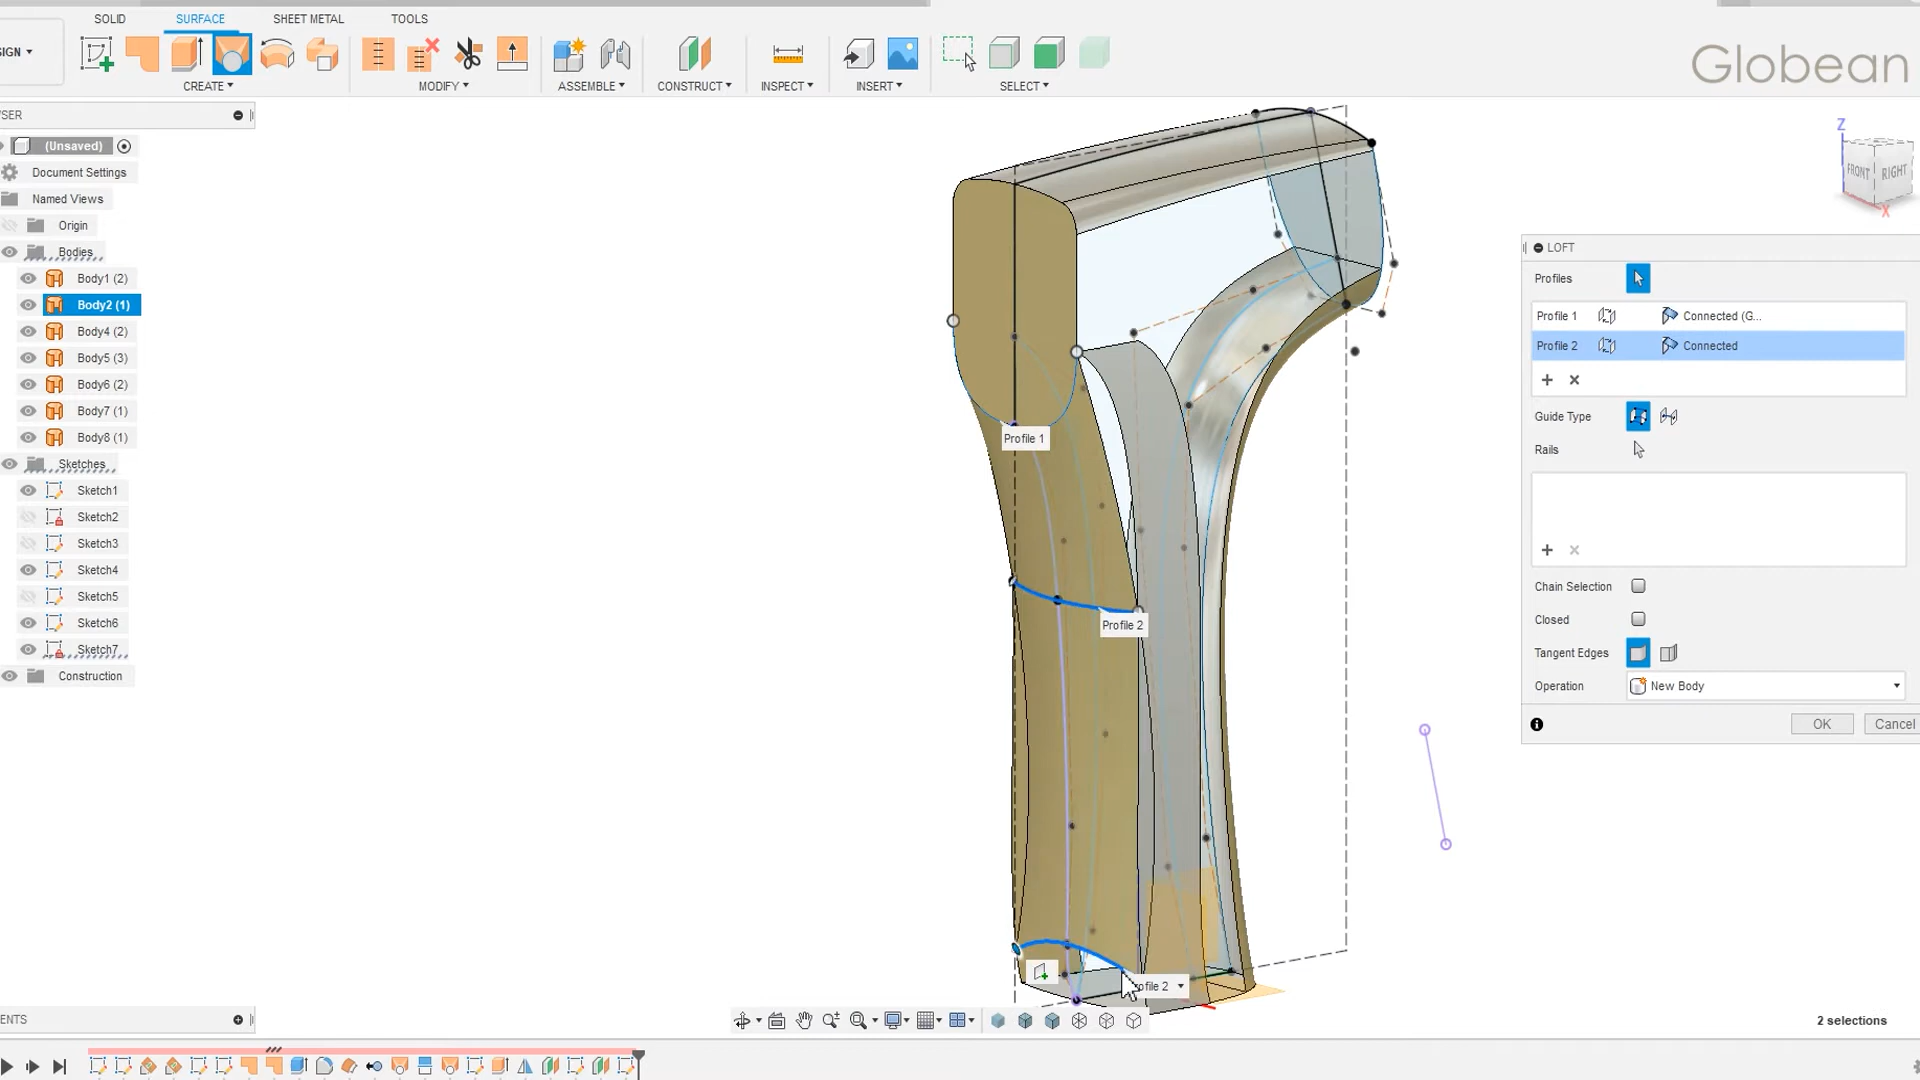 SOLID SURFACE SHEET METAL TOOLS
SIGN
CREATE MODIFY ASSEMBLE CONSTRUCT INSPECT INSERT SELECT
Globean
WSER
(Unsaved)
Document Settings
Named Views
Origin
Bodies
Body1 (2)
Body2 (1)
Body4 (2)
Body5 (3)
Body6 (2)
Body7 (1)
Body8 (1)
Sketches
Sketch1
Sketch2
Sketch3
Sketch4
Sketch5
Sketch6
Sketch7
Construction
Z
FRONT RIGHT
X
Profile 1
Profile 2
ofile 2
LOFT
Profiles
Profile 1 Connected (G...
Profile 2 Connected
Guide Type
Rails
Chain Selection
Closed
Tangent Edges
Operation New Body
OK Cancel
ENTS
2 selections